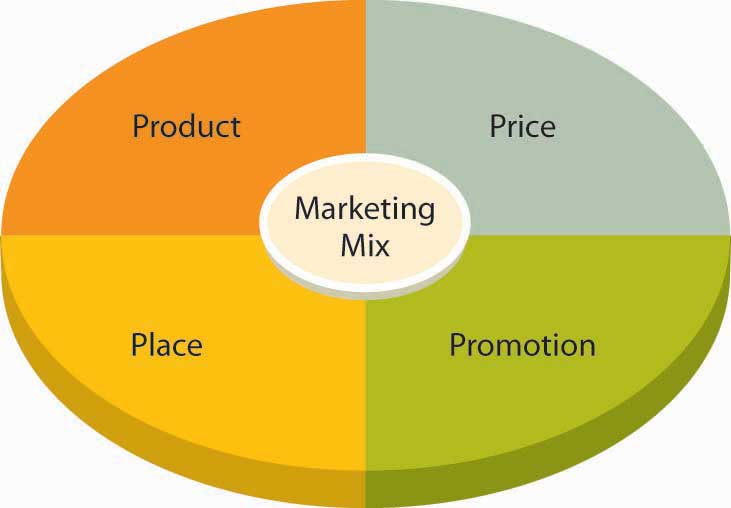 Product
Price
Marketing
Mix
Place
Promotion